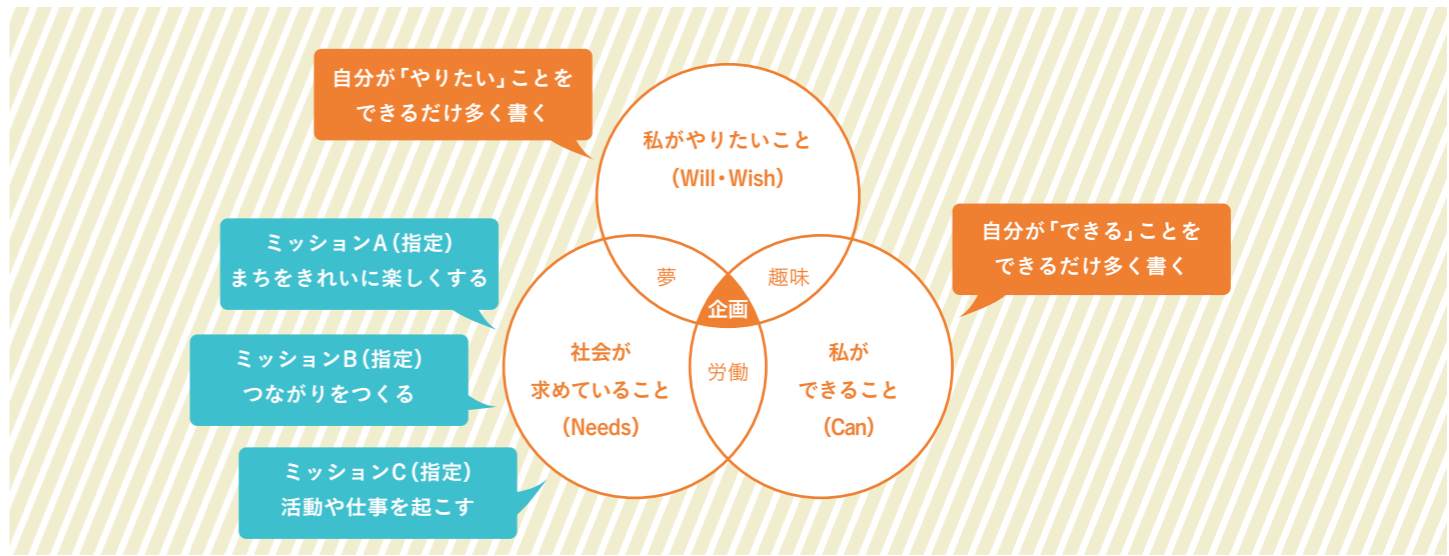 自分が「やりたい」ことを
できるだけ多く書く
私がやりたいこと
(Will・Wish)
ミッションA(指定)
まちをきれいに楽しくする
自分が「できる」ことを
できるだけ多く書く
夢
趣味
企画
ミッションB(指定)
つながりをつくる
社会が
求めていること
(Needs)
労働
私が
できること
(Can)
ミッションC(指定)
活動や仕事を起こす